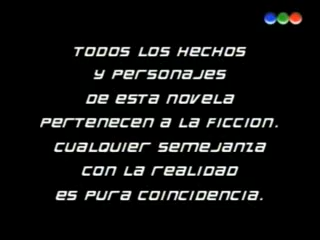 TODOS LOS HECHOS
Y PERSONAJES
DE ESTA NOVELA
PERTENECEN A LA FICCION.
CUALQUIER SEMEJANZA
CON LA REALIDAD
ES PURA COINCIDENCIA.